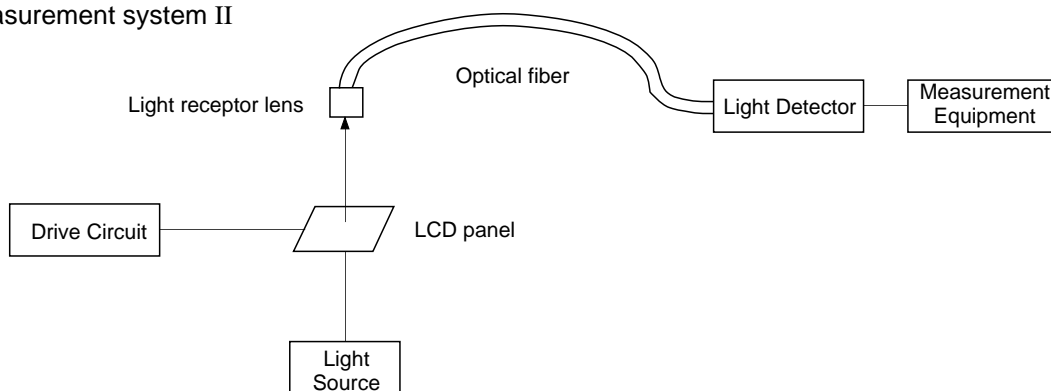 asurement system II
Optical fiber
Light receptor lens
Light Detector
Measurement
Equipment
Drive Circuit
LCD panel
Light
Source